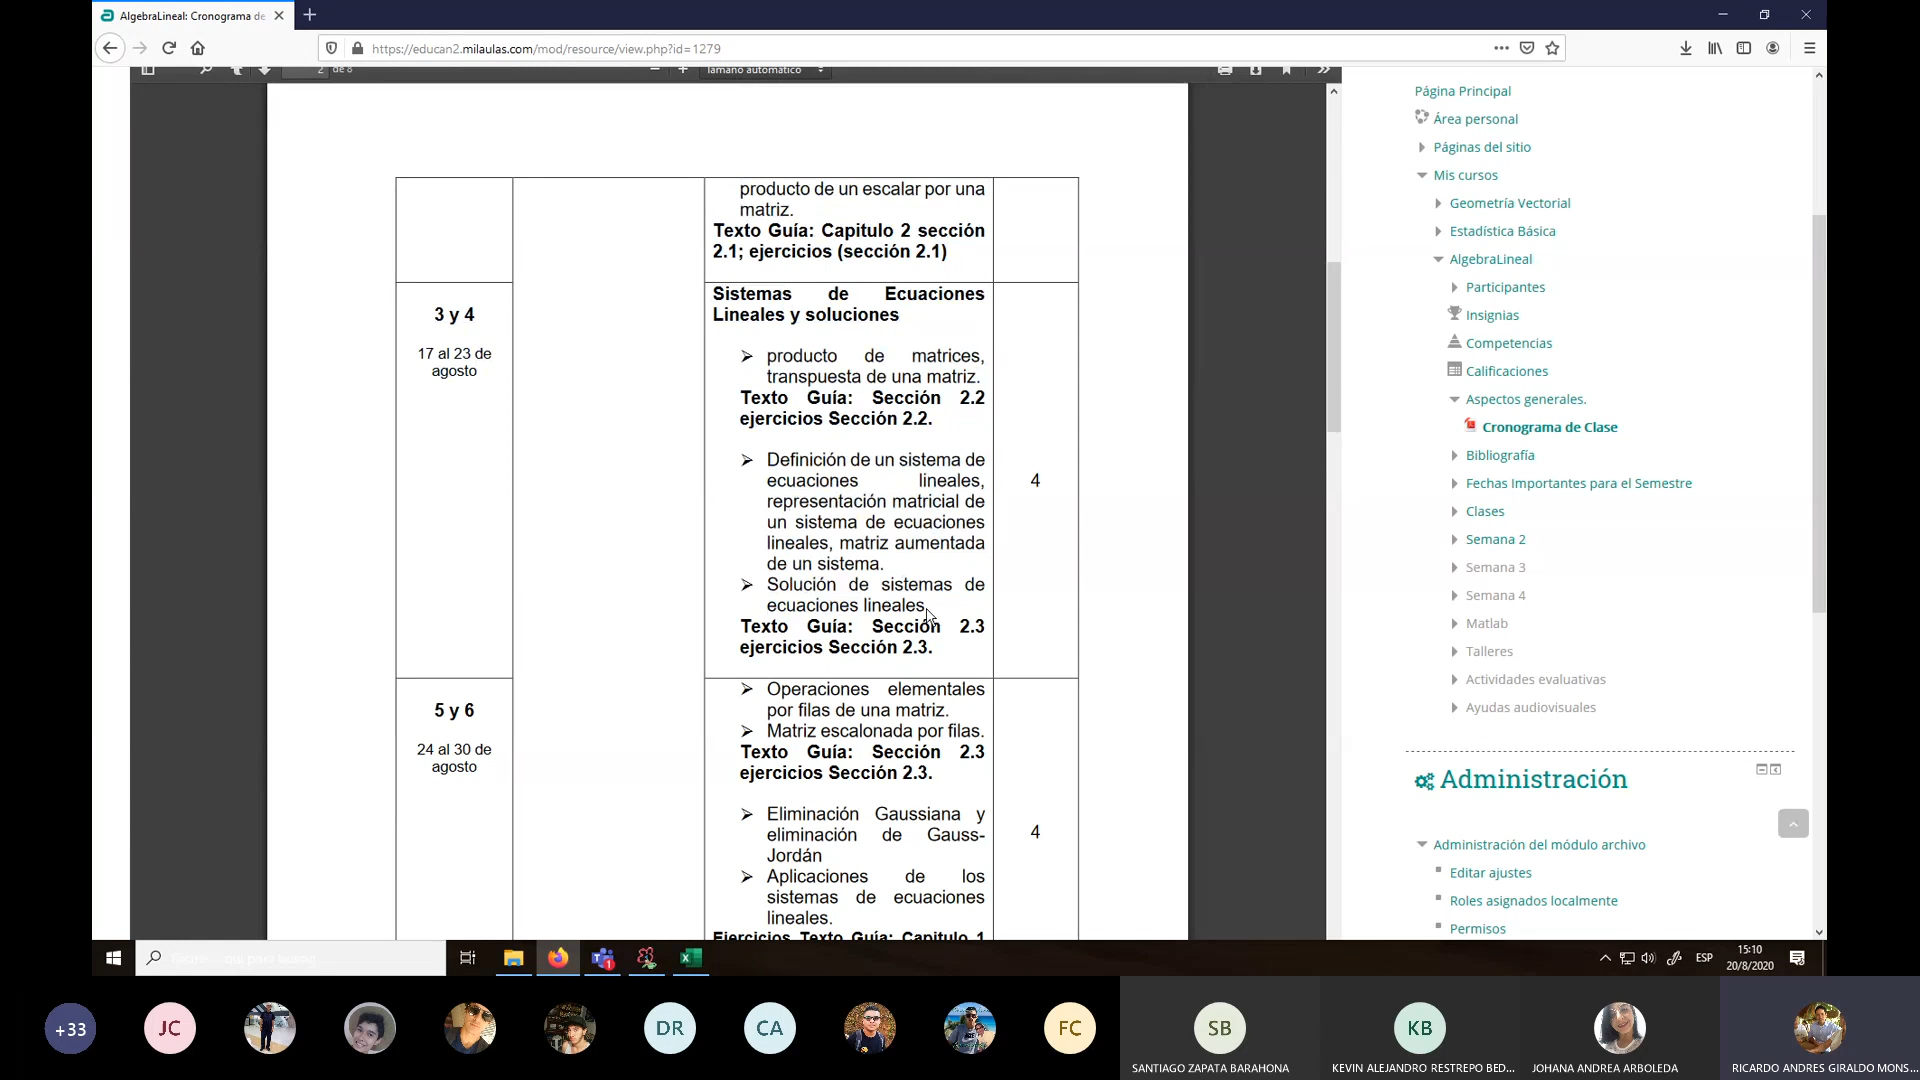 AlgebraLineal: Cronograma de
https://educan2.milaulas.com/mod/resource/view.php?id=1279
2 de 8
Tamaño automático
producto de un escalar por una
matriz.
Texto Guía: Capitulo 2 sección
2.1; ejercicios (sección 2.1)
3 y 4
17 al 23 de
agosto
Sistemas de Ecuaciones
Lineales y soluciones
producto de matrices,
transpuesta de una matriz.
Texto Guía: Sección 2.2
ejercicios Sección 2.2.
Definición de un sistema de
ecuaciones lineales,
representación matricial de
un sistema de ecuaciones
lineales, matriz aumentada
de un sistema.
Solución de sistemas de
ecuaciones lineales.
Texto Guía: Sección 2.3
ejercicios Sección 2.3.
4
5 y 6
24 al 30 de
agosto
Operaciones elementales
por filas de una matriz.
Matriz escalonada por filas.
Texto Guía: Sección 2.3
ejercicios Sección 2.3.
Eliminación Gaussiana y
eliminación de Gauss-
Jordán
Aplicaciones de los
sistemas de ecuaciones
lineales.
Ejercicios Texto Guía: Capitulo 1
4
Página Principal
Área personal
Páginas del sitio
Mis cursos
Geometría Vectorial
Estadística Básica
AlgebraLineal
Participantes
Insignias
Competencias
Calificaciones
Aspectos generales.
Cronograma de Clase
Bibliografía
Fechas Importantes para el Semestre
Clases
Semana 2
Semana 3
Semana 4
Matlab
Talleres
Actividades evaluativas
Ayudas audiovisuales
Administración
Administración del módulo archivo
Editar ajustes
Roles asignados localmente
Permisos
1
ESP
15:10
20/8/2020
+33
JC
DR
CA
FC
SB
KB
SANTIAGO ZAPATA BARAHONA
KEVIN ALEJANDRO RESTREPO BED...
JOHANA ANDREA ARBOLEDA
RICARDO ANDRES GIRALDO MONS...